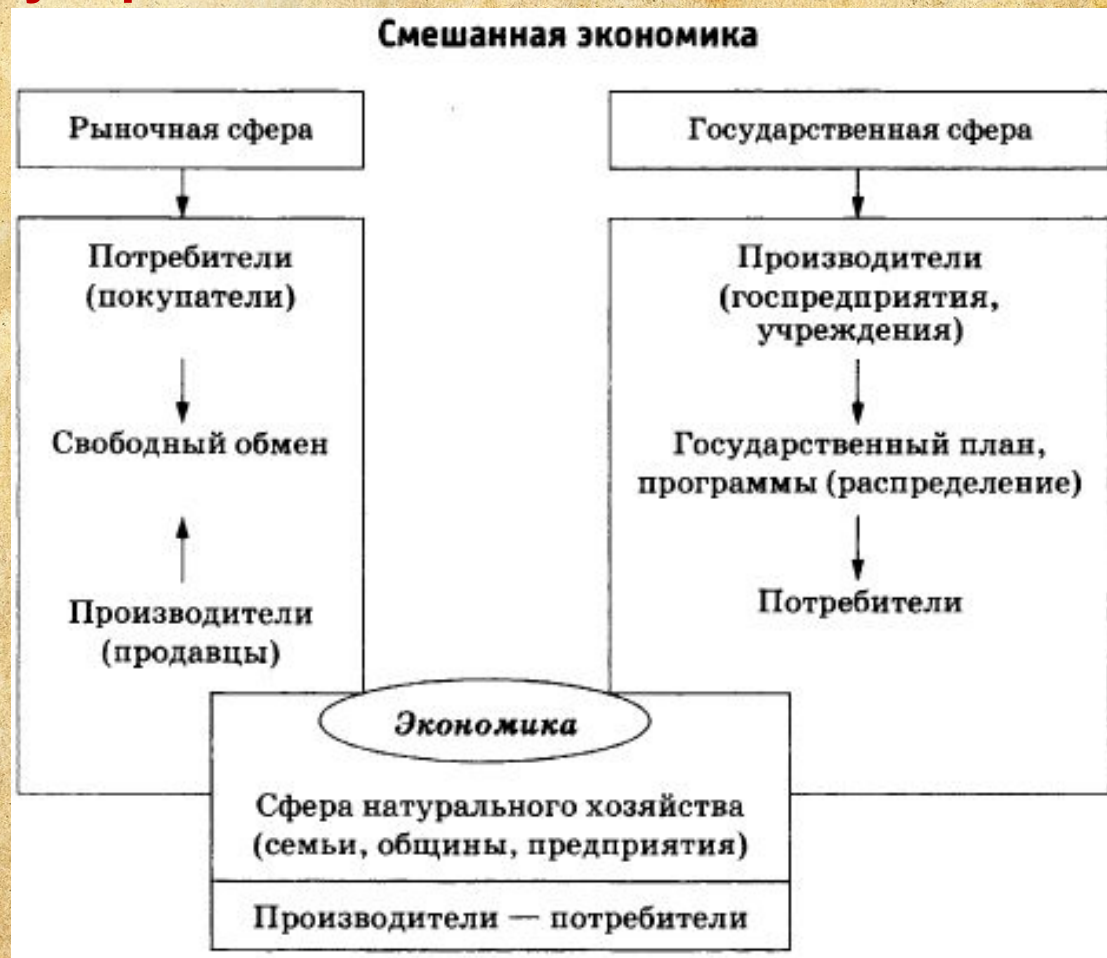 Смешанная экономика
Рыночная сфера
Потребители
(покупатели)
Свободный обмен
Производители
(продавцы)
Государственная сфера
Производители
(госпредприятия,
учреждения)
Государственный план,
программы (распределение)
Потребители
Экономика
Сфера натурального хозяйства
(семьи, общины, предприятия)
Производители — потребители